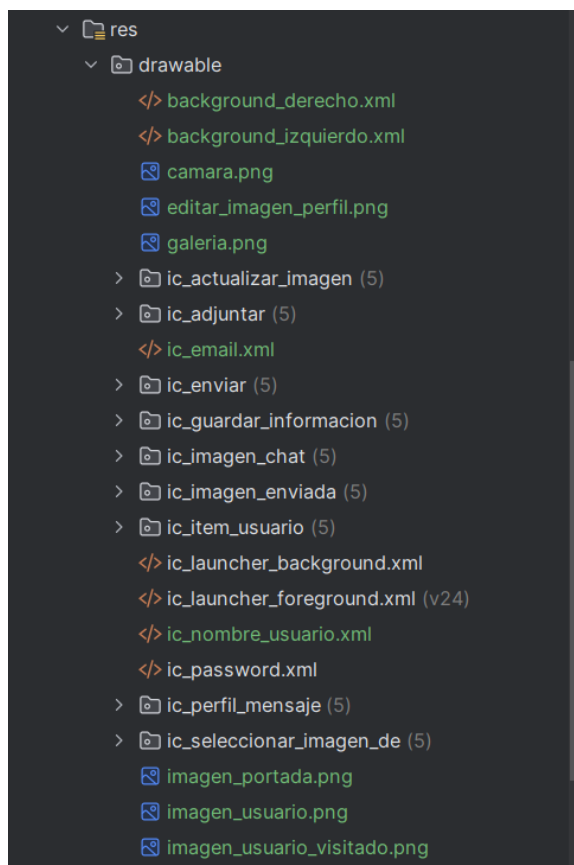 res
drawable
background_derecho.xml
background_izquierdo.xml
camara.png
editar_imagen_perfil.png
galeria.png
ic_actualizar_imagen (5)
ic_adjuntar (5)
ic_email.xml
ic_enviar (5)
ic_guardar_informacion (5)
ic_imagen_chat (5)
ic_imagen_enviada (5)
ic_item_usuario (5)
ic_launcher_background.xml
ic_launcher_foreground.xml (v24)
ic_nombre_usuario.xml
ic_password.xml
ic_perfil_mensaje (5)
ic_seleccionar_imagen_de (5)
imagen_portada.png
imagen_usuario.png
imagen_usuario_visitado.png